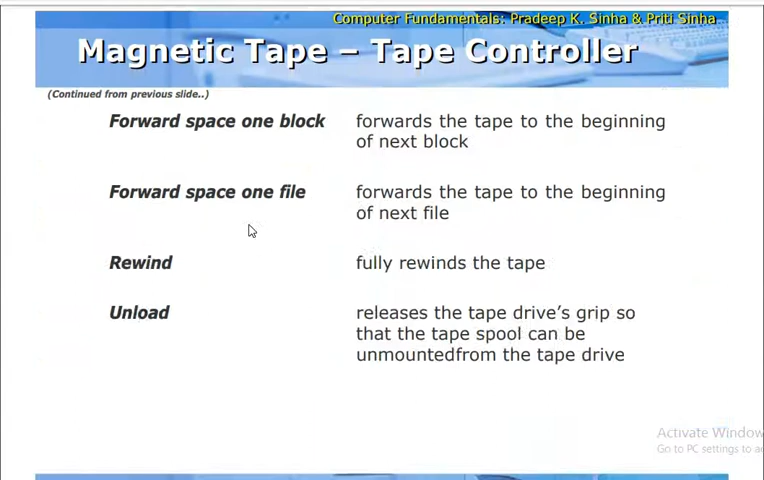 Computer Fundamentals: Pradeep K. Sinha & Priti Sinha
Magnetic Tape – Tape Controller
(Continued from previous slide..)
Forward space one block forwards the tape to the beginning
of next block
Forward space one file forwards the tape to the beginning
of next file
Rewind fully rewinds the tape
Unload releases the tape drive's grip so
that the tape spool can be
unmountedfrom the tape drive
Activate Window
Go to PC settings to a